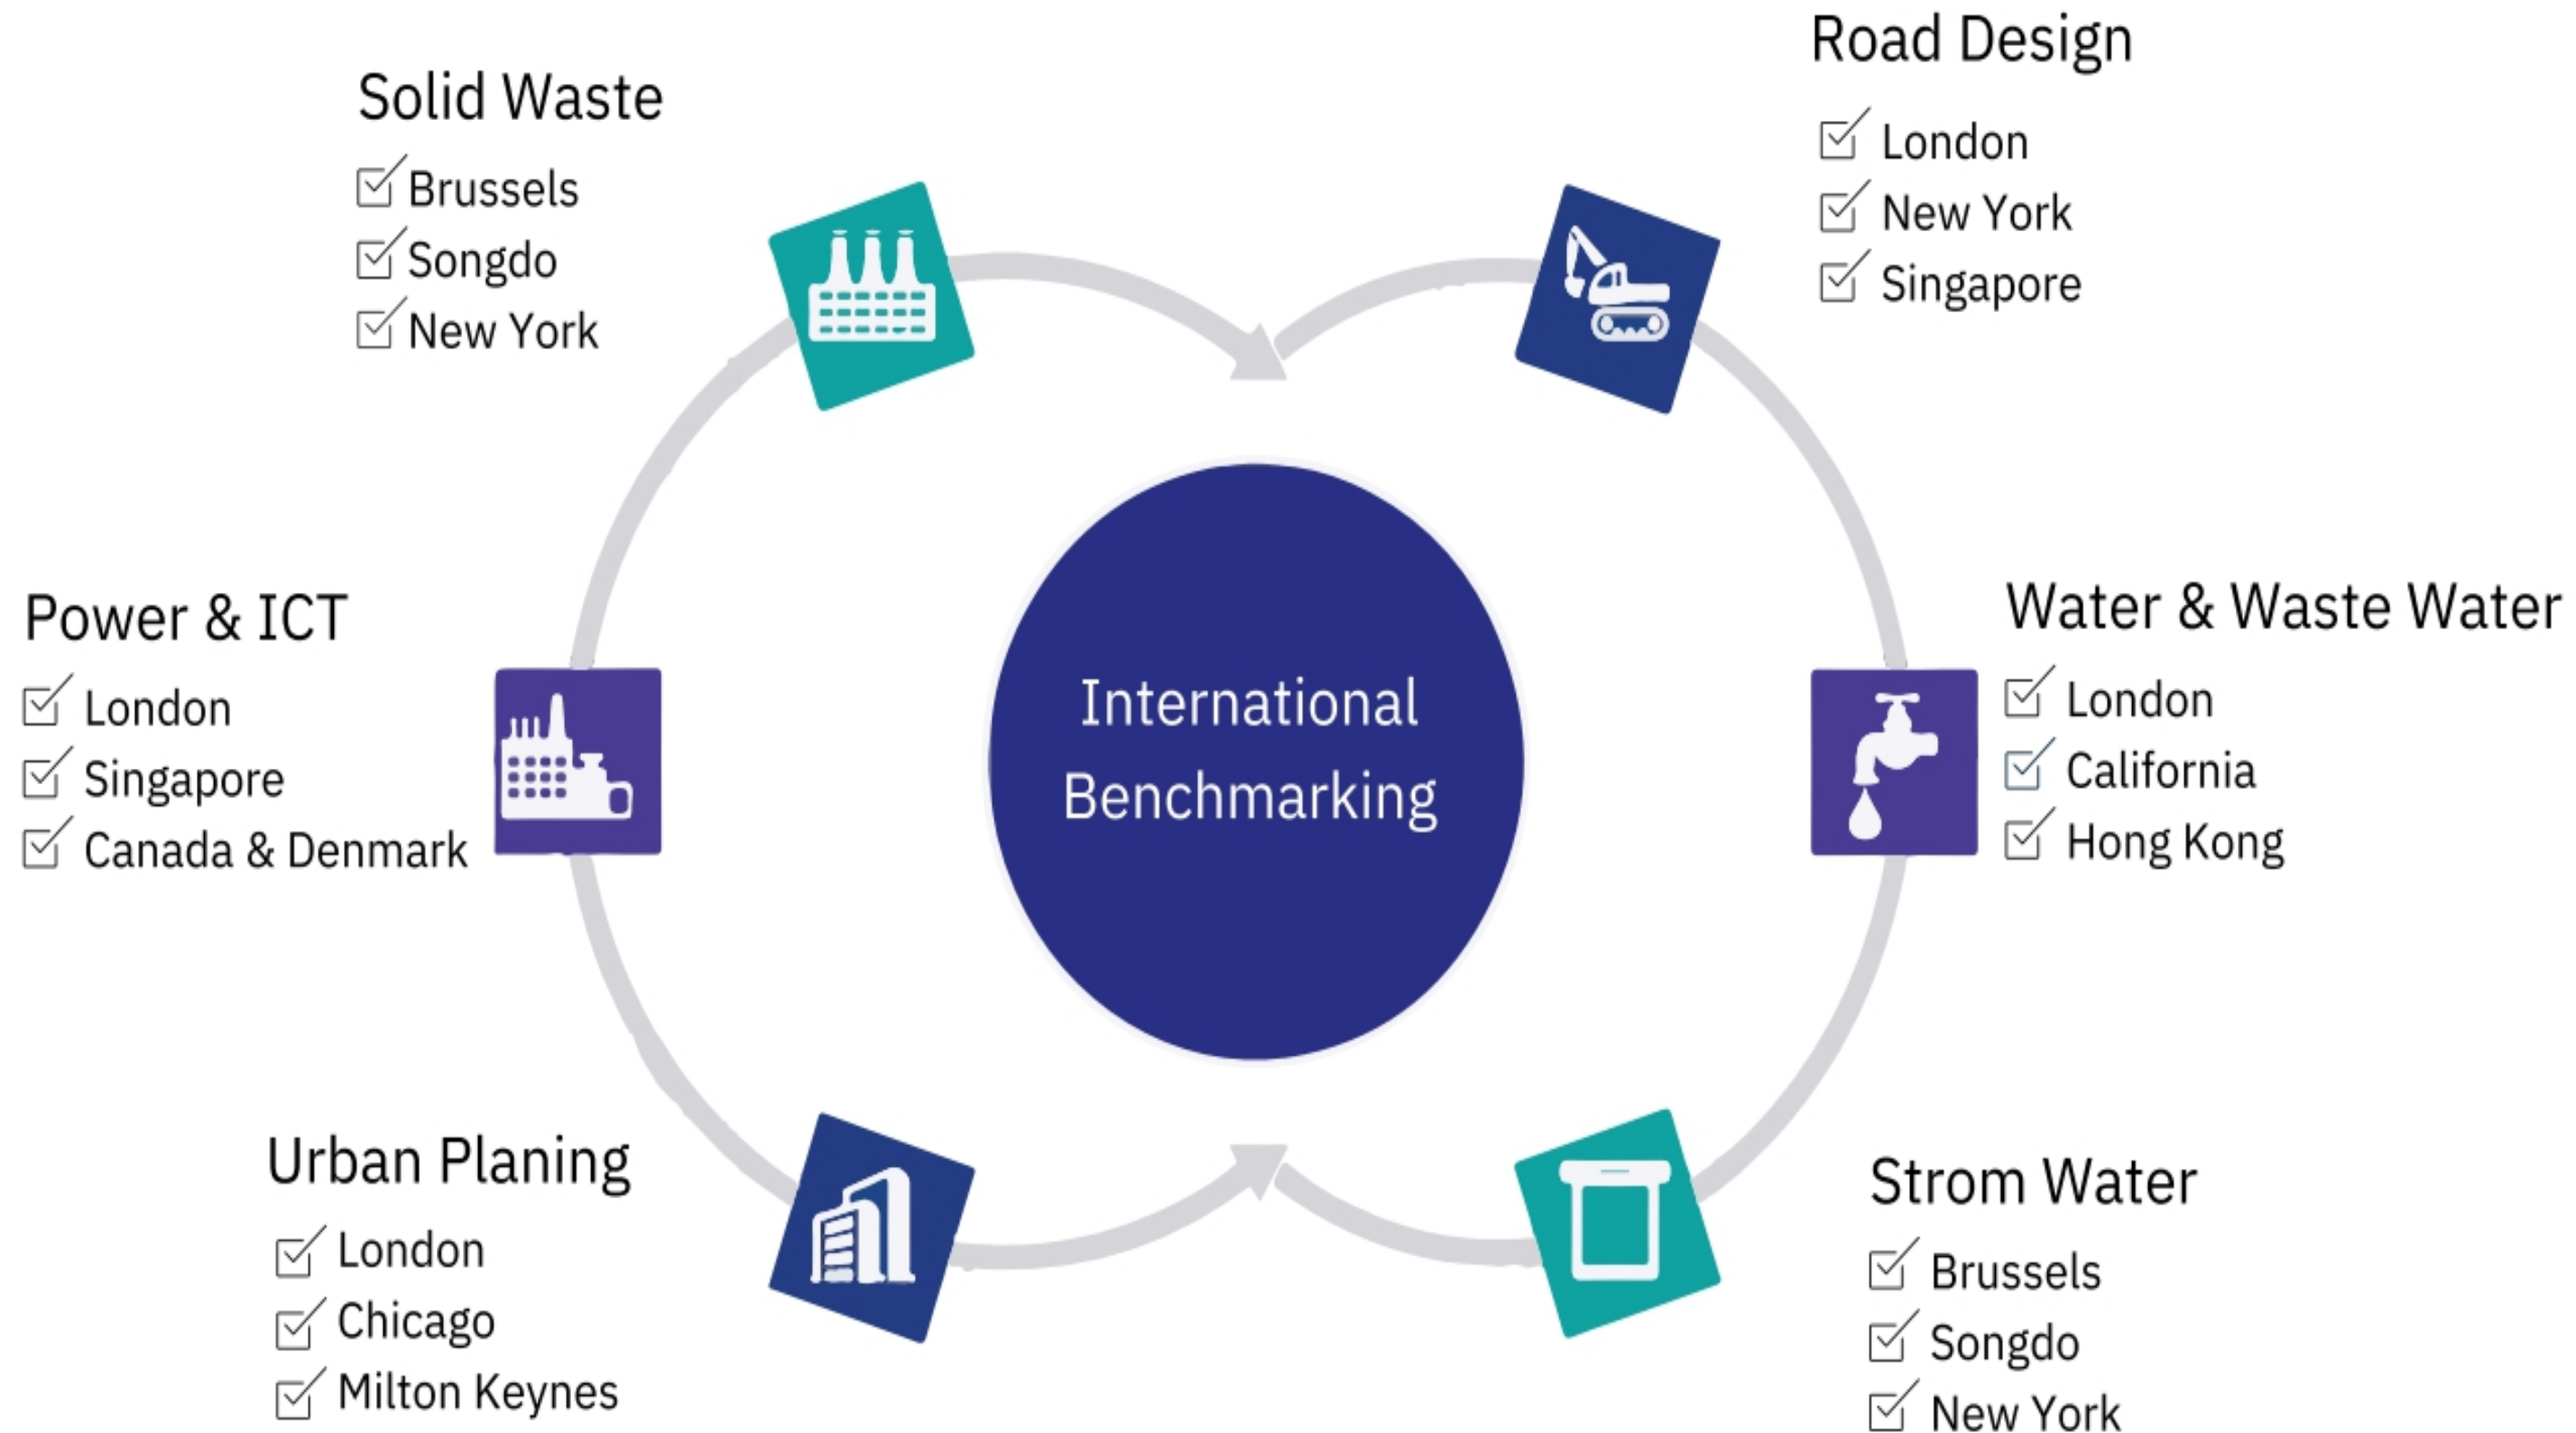 Solid Waste
Brussels
Songdo
New York
Road Design
London
New York
Singapore
Power & ICT
London
Singapore
Canada & Denmark
International
Benchmarking
Water & Waste Water
London
California
Hong Kong
Urban Planing
London
Chicago
Milton Keynes
Strom Water
Brussels
Songdo
New York